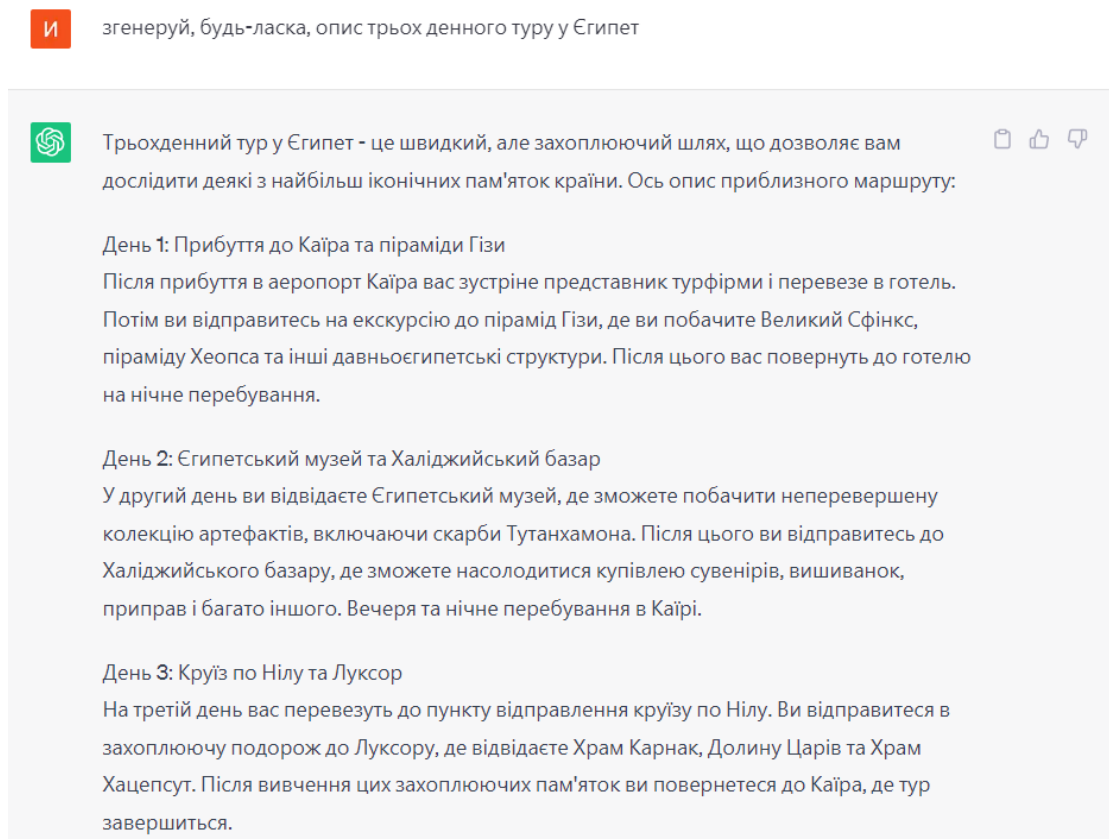 И
згенеруй, будь-ласка, опис трьох денного туру у Єгипет
Трьохденний тур у Єгипет - це швидкий, але захоплюючий шлях, що дозволяє вам
дослідити деякі з найбільш іконічних пам'яток країни. Ось опис приблизного маршруту:
День 1: Прибуття до Каїра та піраміди Гізи
Після прибуття в аеропорт Каїра вас зустріне представник турфірми і перевезе в готель.
Потім ви відправитесь на екскурсію до пірамід Гізи, де ви побачите Великий Сфінкс,
піраміду Хеопса та інші давньоєгипетські структури. Після цього вас повернуть до готелю
на нічне перебування.
День 2: Єгипетський музей та Халіджийський базар
У другий день ви відвідаєте Єгипетський музей, де зможете побачити неперевершену
колекцію артефактів, включаючи скарби Тутанхамона. Після цього ви відправитесь до
Халіджийського базару, де зможете насолодитися купівлею сувенірів, вишиванок,
приправ і багато іншого. Вечеря та нічне перебування в Каїрі.
День 3: Круїз по Нілу та Луксор
На третій день вас перевезуть до пункту відправлення круїзу по Нілу. Ви відправитеся в
захоплюючу подорож до Луксору, де відвідаєте Храм Карнак, Долину Царів та Храм
Хацепсут. Після вивчення цих захоплюючих пам'яток ви повернетеся до Каїра, де тур
завершиться.